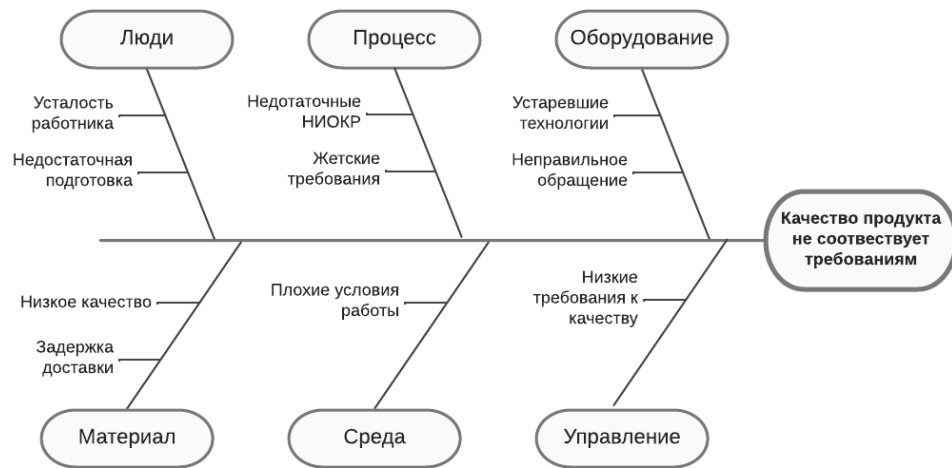 Люди
Процесс
Оборудование
Усталость
работника
Недостаточная
подготовка
Недотаточные
НИОКР
Жетские
требования
Устаревшие
технологии
Неправильное
обращение
Качество продукта
не соотвествует
требованиям
Низкое качество
Задержка
доставки
Плохие условия
работы
Низкие
требования к
качеству
Материал
Среда
Управление